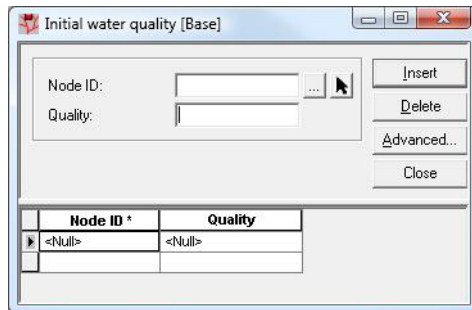 Initial water quality [Base]
Node ID:
...
Insert
Quality:
Delete
Advanced...
Close
Node ID * Quality
<Null> <Null>